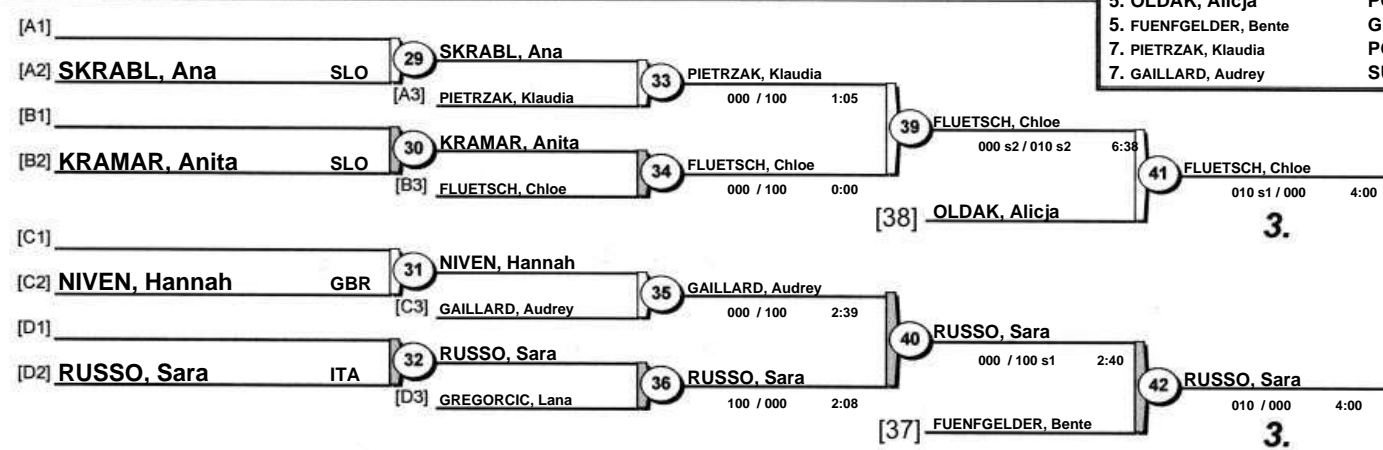 5. OLDAK, Alicja
5. FUENFGELDER, Bente
7. PIETRZAK, Klaudia
7. GAILLARD, Audrey
[A1]
[A2] SKRABL, Ana SLO
29
SKRABL, Ana
[A3] PIETRZAK, Klaudia
33
PIETRZAK, Klaudia
000 / 100 1:05
[B1]
[B2] KRAMAR, Anita SLO
30
KRAMAR, Anita
[B3] FLUETSCH, Chloe
34
FLUETSCH, Chloe
000 / 100 0:00
39
FLUETSCH, Chloe
000 s2 / 010 s2 6:38
[38] OLDAK, Alicja
41
FLUETSCH, Chloe
010 s1 / 000 4:00
3.
[C1]
[C2] NIVEN, Hannah GBR
31
NIVEN, Hannah
[C3] GAILLARD, Audrey
35
GAILLARD, Audrey
000 / 100 2:39
[D1]
[D2] RUSSO, Sara ITA
32
RUSSO, Sara
[D3] GREGORCIC, Lana
36
RUSSO, Sara
100 / 000 2:08
40
RUSSO, Sara
000 / 100 s1 2:40
[37] FUENFGELDER, Bente
42
RUSSO, Sara
010 / 000 4:00
3.